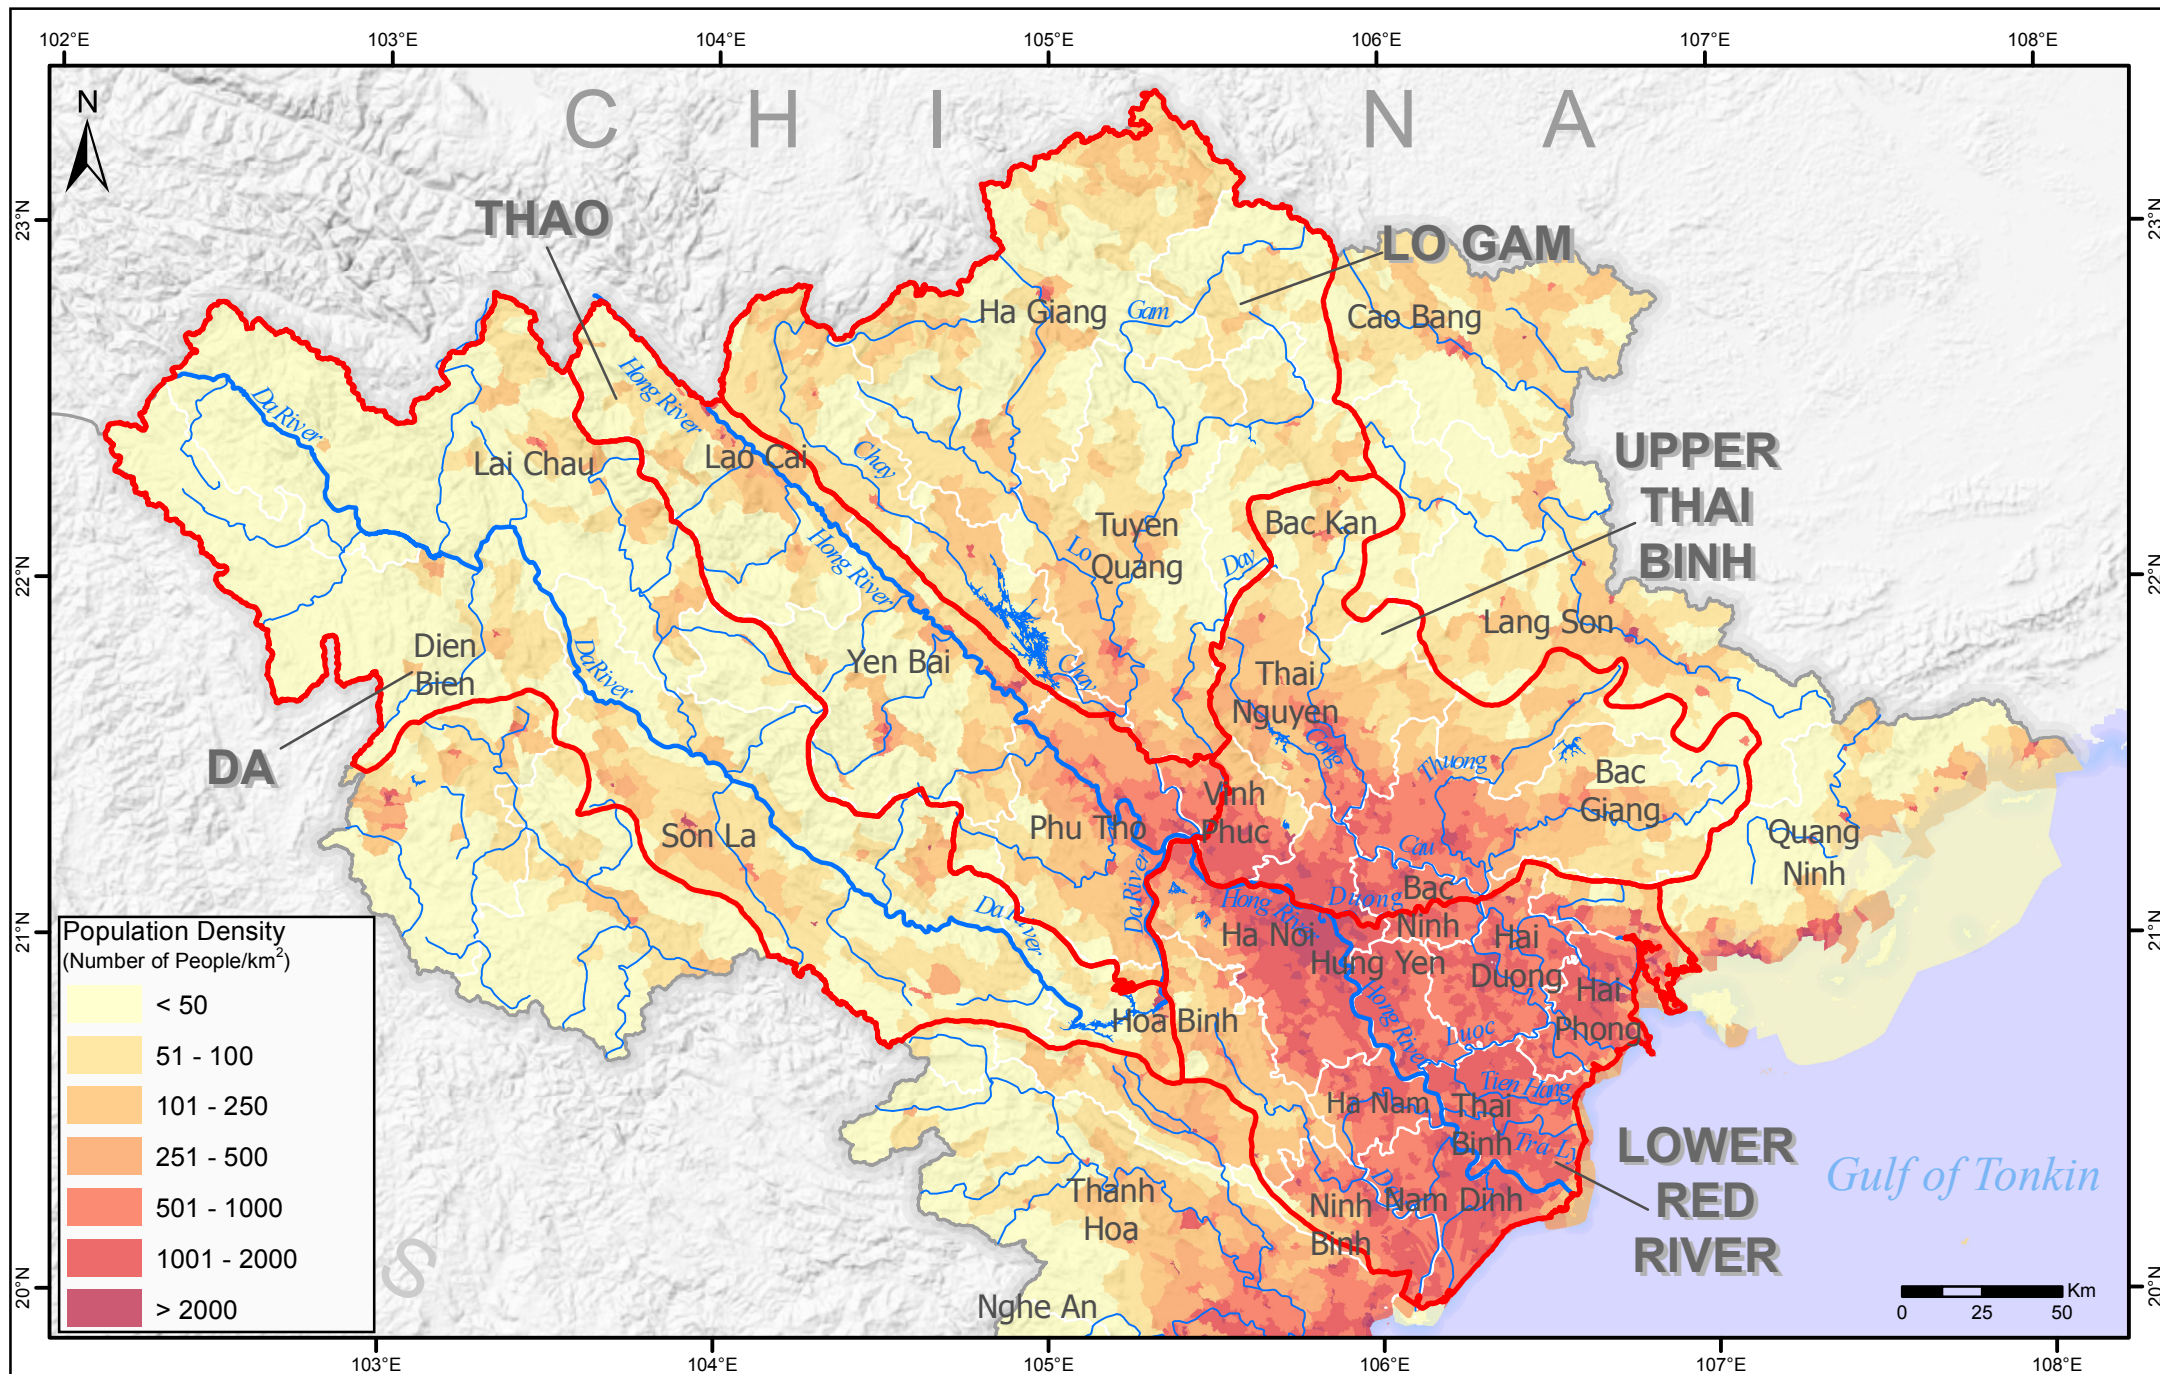 102°E 103°E 104°E 105°E 106°E 107°E 108°E
N
C H I N A
THAO
23°N
23°N
LO GAM
Ha Giang
Gam
Cao Bang
Hong River
Da River
Lai Chau
Lao Cai
Chay
UPPER
THAI
BINH
Bac Kan
Tuyen
Quang
Lo
Day
Hong River
22°N
22°N
Lang Son
Dien
Bien
Da River
Yen Bai
Chay
Thai
Nguyen
Cong
DA
Thuong
Bac
Giang
Vinh
Phuc
Phu Tho
Son La
Quang
Ninh
Cau
Da River
Da River
Hong River
Duong
Bac
Ninh
21°N
21°N
Ha Noi
Hai
Duong
Hung Yen
Hai
Phong
Hoa Binh
Hong River
Luoc
Tien Hung
Ha Nam
Thai
Binh
Tra Ly
LOWER
RED
RIVER
Gulf of Tonkin
Thanh
Hoa
Ninh
Binh
Day
Nam Dinh
Nghe An
S
20°N
20°N
Population Density
(Number of People/km²)
< 50
51 - 100
101 - 250
251 - 500
501 - 1000
1001 - 2000
> 2000
Km
0 25 50
103°E 104°E 105°E 106°E 107°E 108°E